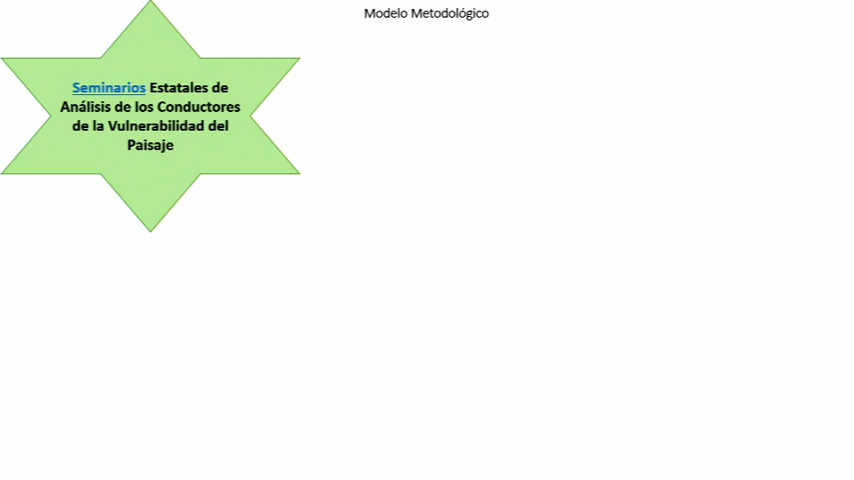 Modelo Metodológico
Seminarios Estatales de
Análisis de los Conductores
de la Vulnerabilidad del
Paisaje